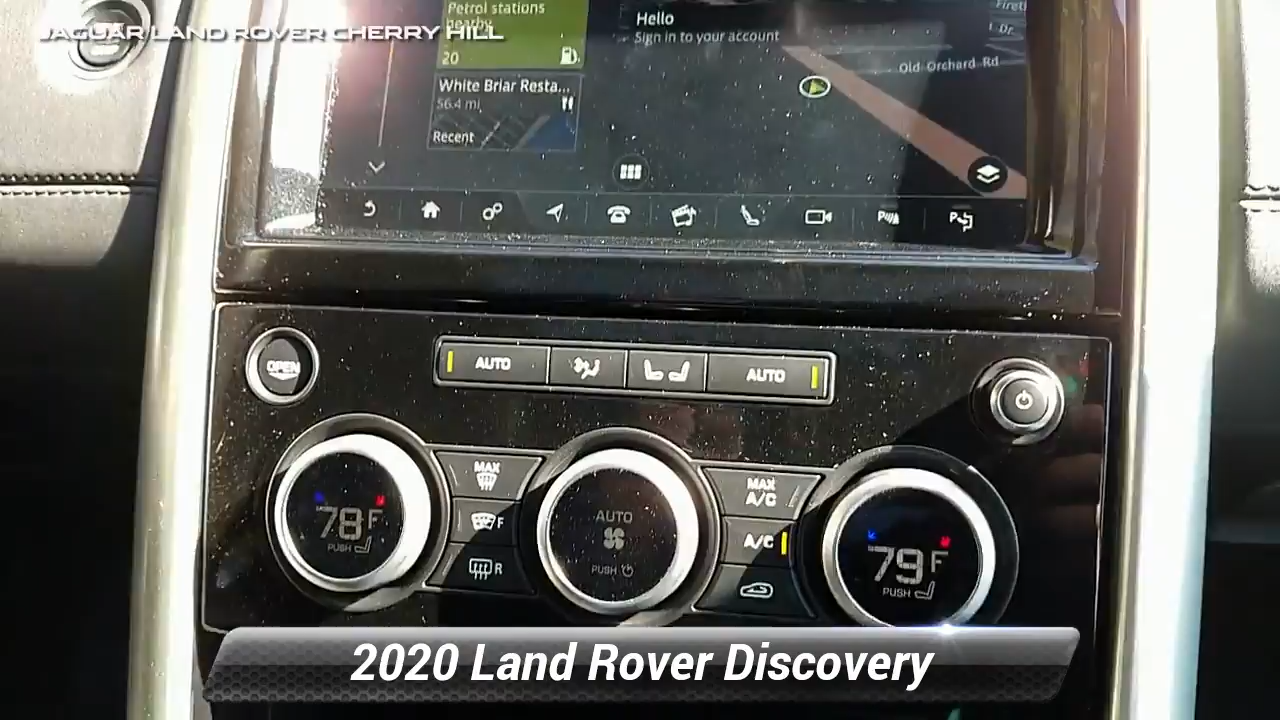 JAGUAR LAND ROVER CHERRY HILL
Petrol stations
nearby
20
White Briar Resta...
56.4 mi
Recent
Hello
Sign in to your account
Dr.
Old Orchard Rd
OPEN
AUTO
AUTO
78 F
PUSH
MAX
F
R
AUTO
PUSH
MAX
A/C
A/C
79 F
PUSH
2020 Land Rover Discovery